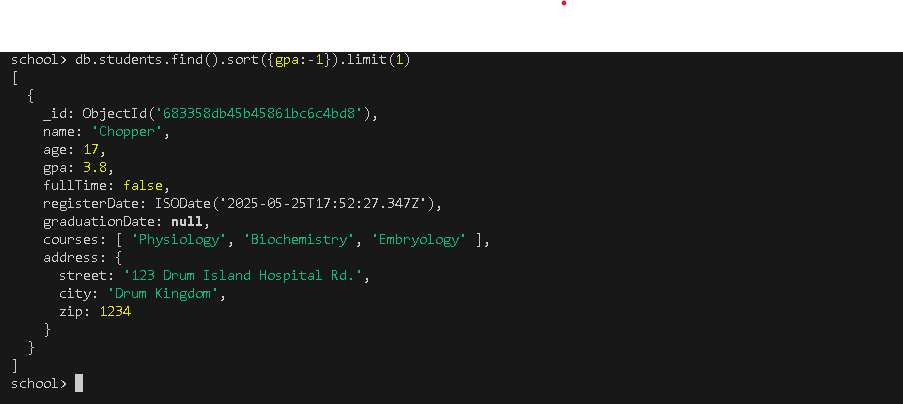 school> db.students.find().sort({gpa:-1}).limit(1)
[
  {
    _id: ObjectId('683358db45b45861bc6c4bd8'),
    name: 'Chopper',
    age: 17,
    gpa: 3.8,
    fullTime: false,
    registerDate: ISODate('2025-05-25T17:52:27.347Z'),
    graduationDate: null,
    courses: [ 'Physiology', 'Biochemistry', 'Embryology' ],
    address: {
      street: '123 Drum Island Hospital Rd.',
      city: 'Drum Kingdom',
      zip: 1234
    }
  }
]
school>